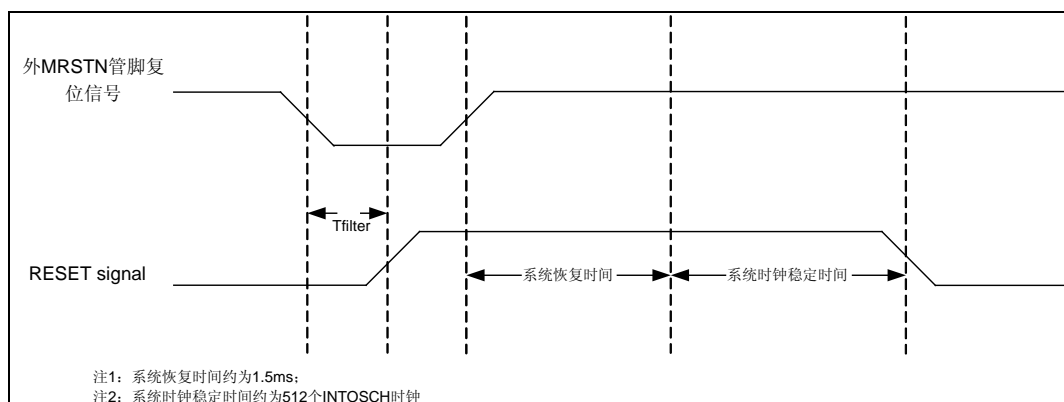 外MRSTN管脚复
位信号
Tfilter
RESET signal
系统恢复时间
系统时钟稳定时间
注1：系统恢复时间约为1.5ms；
注2：系统时钟稳定时间约为512个INTOSCH时钟